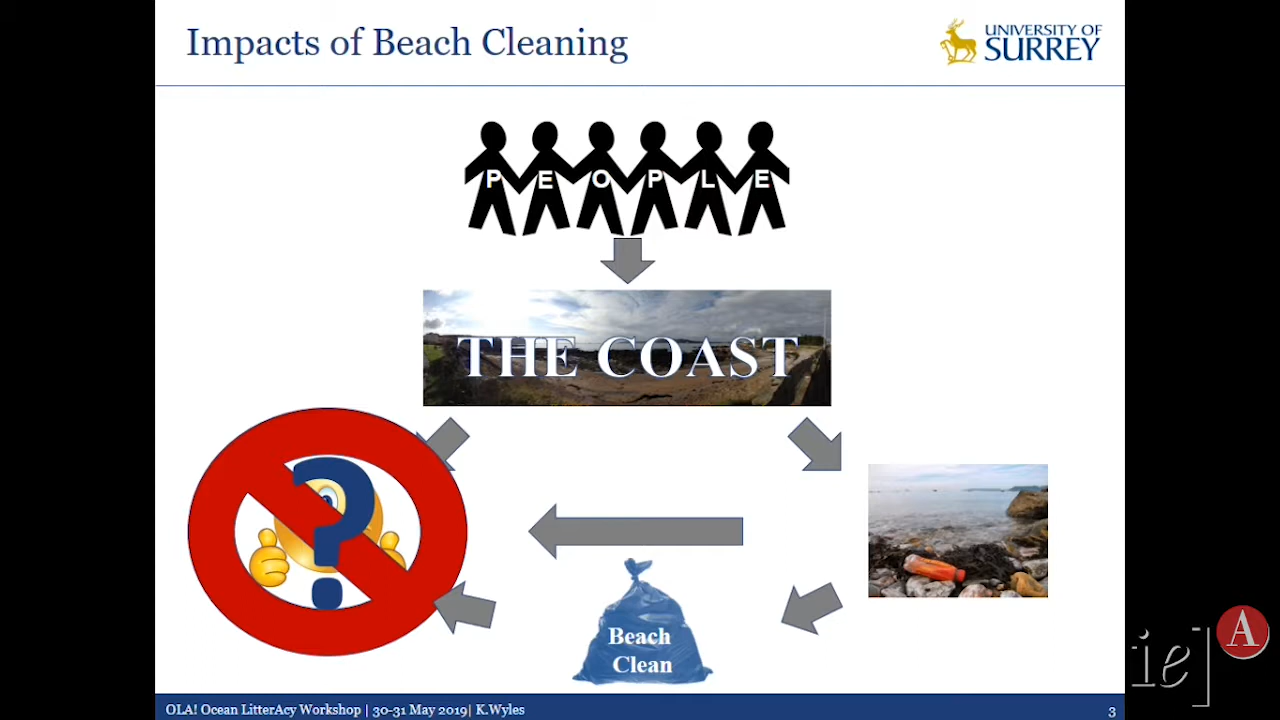 Impacts of Beach Cleaning
UNIVERSITY OF
SURREY
PEOPLE
THE COAST
?
Beach
Clean
ie]A
OLA! Ocean LitterAcy Workshop | 30-31 May 2019| K.Wyles
3